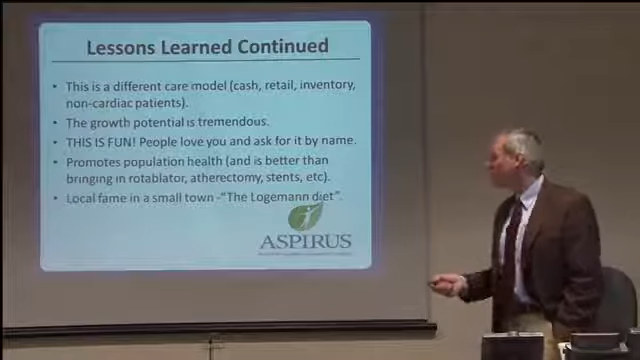 Lessons Learned Continued
• This is a different care model (cash, retail, inventory,
non-cardiac patients).
• The growth potential is tremendous.
• THIS IS FUN! People love you and ask for it by name.
• Promotes population health (and is better than
bringing in rotablator, atherectomy, stents, etc).
• Local fame in a small town -"The Logemann diet".
ASPIRUS